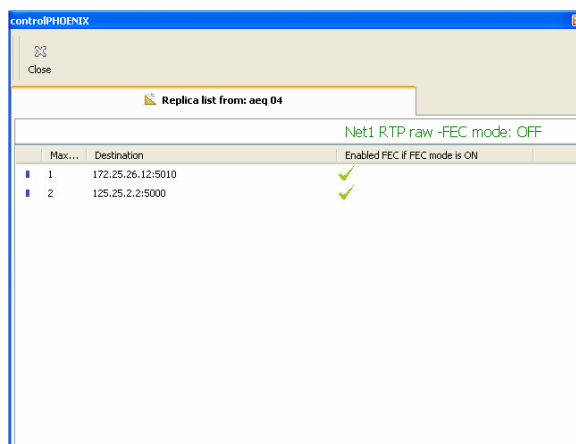 controlPHOENIX
Close
Replica list from: aeq 04
Net1 RTP raw -FEC mode: OFF
Max... Destination Enabled FEC if FEC mode is ON
1 172.25.26.12:5010
2 125.25.2.2:5000